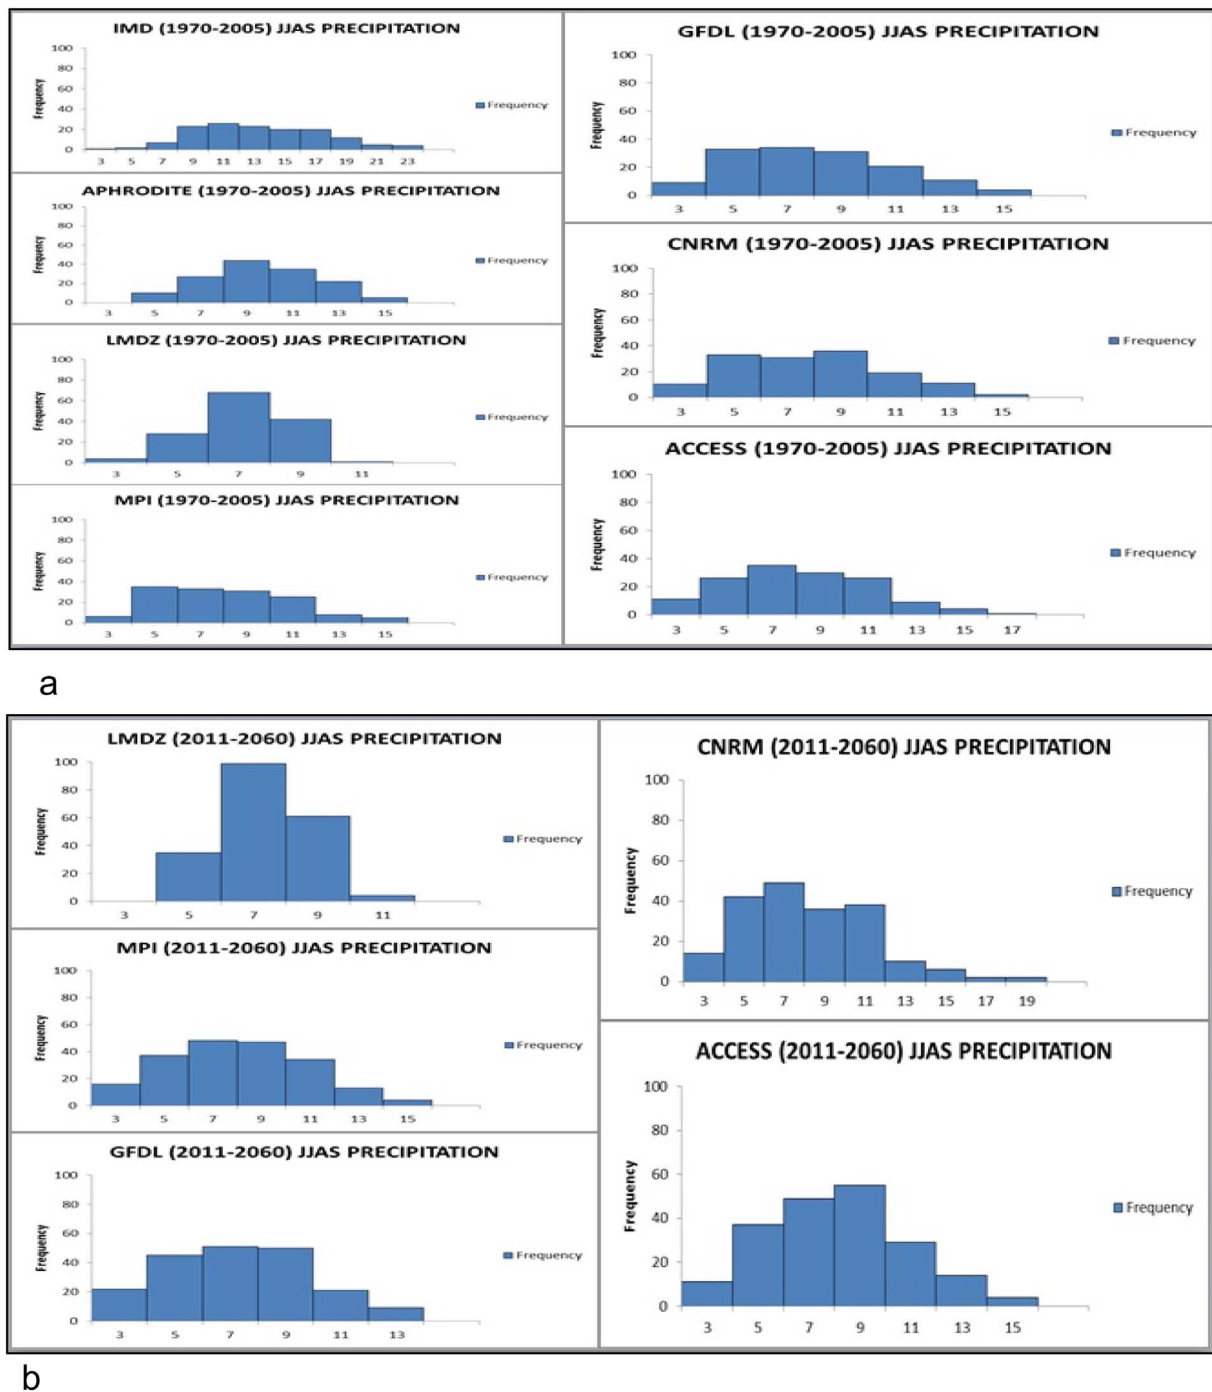 IMD (1970-2005) JJAS PRECIPITATION
100
80
60
40
20
0
Frequency
3 5 7 9 11 13 15 17 19 21 23
Frequency
APHRODITE (1970-2005) JJAS PRECIPITATION
100
80
60
40
20
0
Frequency
3 5 7 9 11 13 15
Frequency
LMDZ (1970-2005) JJAS PRECIPITATION
100
80
60
40
20
0
Frequency
3 5 7 9 11
Frequency
MPI (1970-2005) JJAS PRECIPITATION
100
80
60
40
20
0
Frequency
3 5 7 9 11 13 15
Frequency
GFDL (1970-2005) JJAS PRECIPITATION
100
80
60
40
20
0
Frequency
3 5 7 9 11 13 15
Frequency
CNRM (1970-2005) JJAS PRECIPITATION
100
80
60
40
20
0
Frequency
3 5 7 9 11 13 15
Frequency
ACCESS (1970-2005) JJAS PRECIPITATION
100
80
60
40
20
0
Frequency
3 5 7 9 11 13 15 17
Frequency
a
LMDZ (2011-2060) JJAS PRECIPITATION
100
80
60
40
20
0
Frequency
3 5 7 9 11
Frequency
MPI (2011-2060) JJAS PRECIPITATION
100
80
60
40
20
0
Frequency
3 5 7 9 11 13 15
Frequency
GFDL (2011-2060) JJAS PRECIPITATION
100
80
60
40
20
0
Frequency
3 5 7 9 11 13
Frequency
CNRM (2011-2060) JJAS PRECIPITATION
100
80
60
40
20
0
Frequency
3 5 7 9 11 13 15 17 19
Frequency
ACCESS (2011-2060) JJAS PRECIPITATION
100
80
60
40
20
0
Frequency
3 5 7 9 11 13 15
Frequency
b